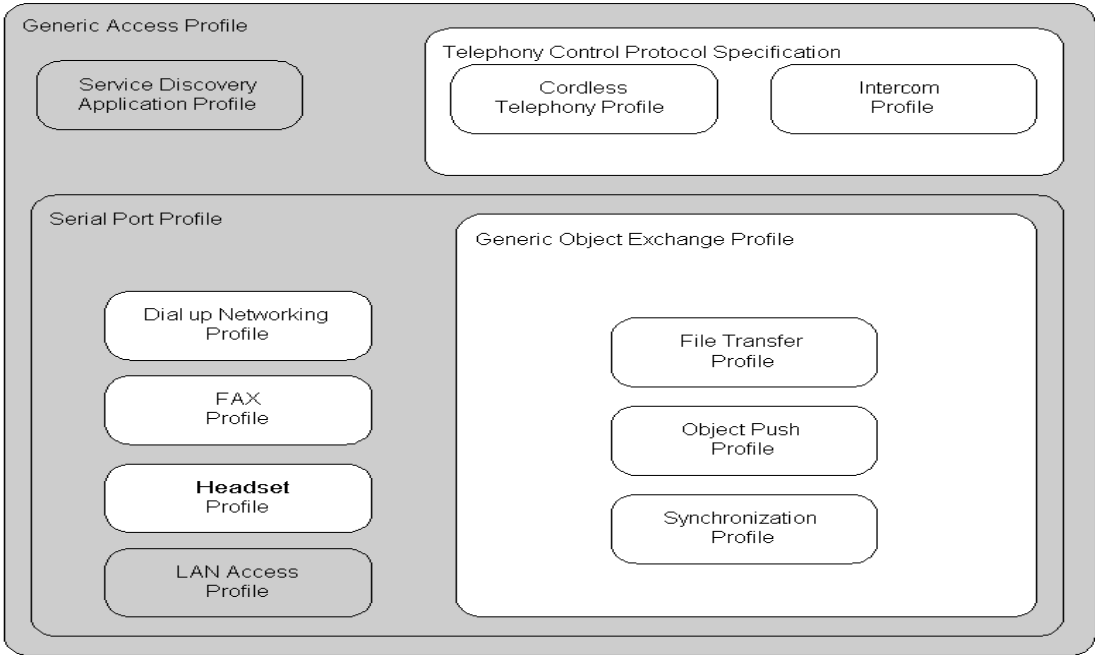 Generic Access Profile
Service Discovery
Application Profile
Telephony Control Protocol Specification
Cordless
Telephony Profile
Intercom
Profile
Serial Port Profile
Dial up Networking
Profile
FAX
Profile
Headset
Profile
LAN Access
Profile
Generic Object Exchange Profile
File Transfer
Profile
Object Push
Profile
Synchronization
Profile